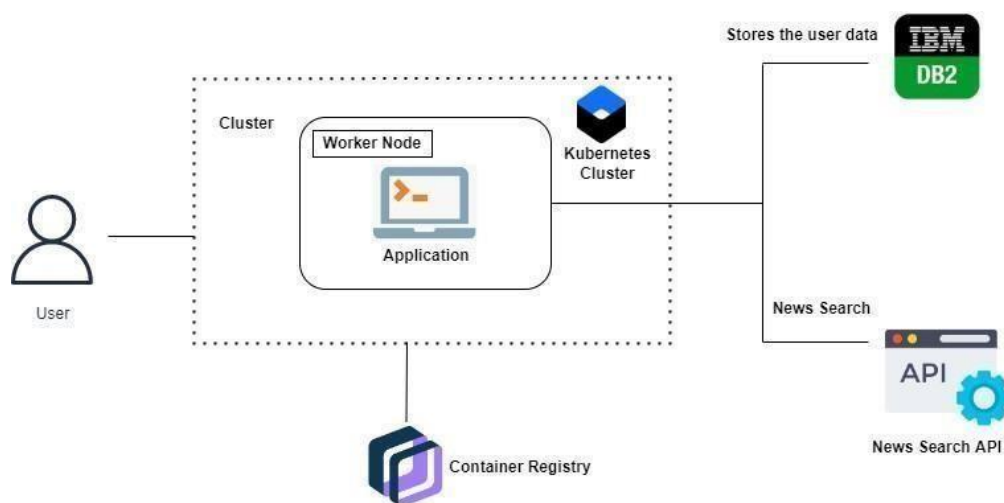 Stores the user data
IBM
DB2
Cluster
Worker Node
Kubernetes
Cluster
Application
User
News Search
API
News Search API
Container Registry